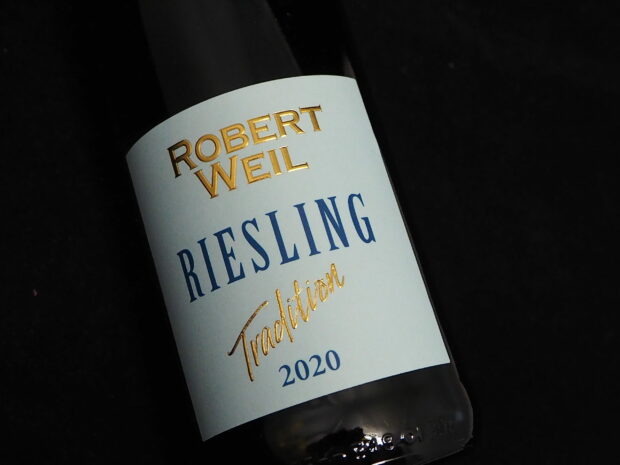 ROBERT
WEIL
RIESLING
Tradition
2020